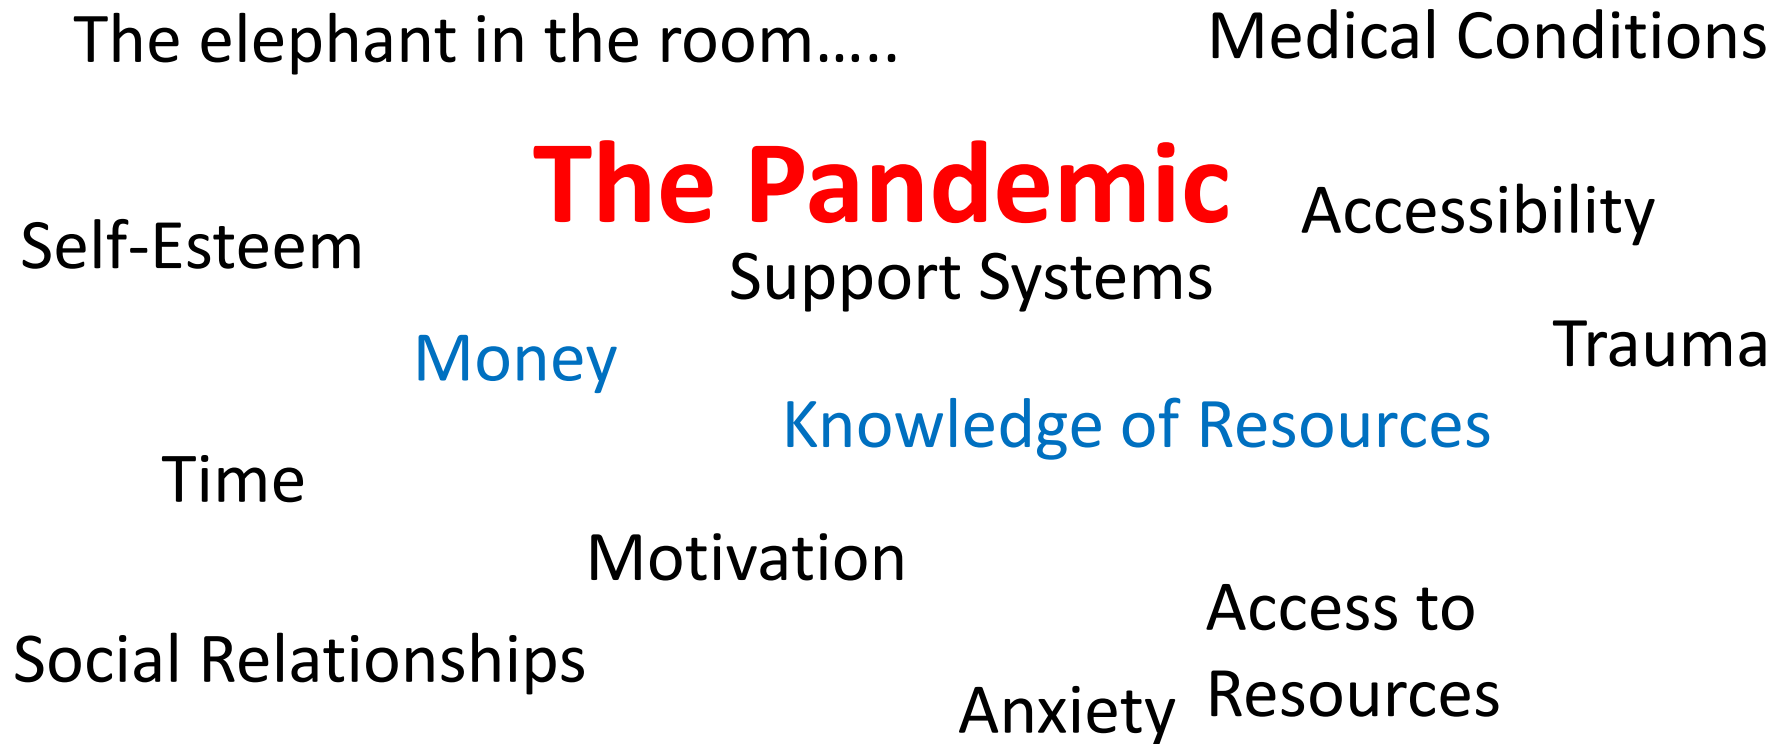 The elephant in the room.....
Medical Conditions
The Pandemic
Accessibility
Self-Esteem
Support Systems
Money
Trauma
Knowledge of Resources
Time
Motivation
Access to
Resources
Social Relationships
Anxiety